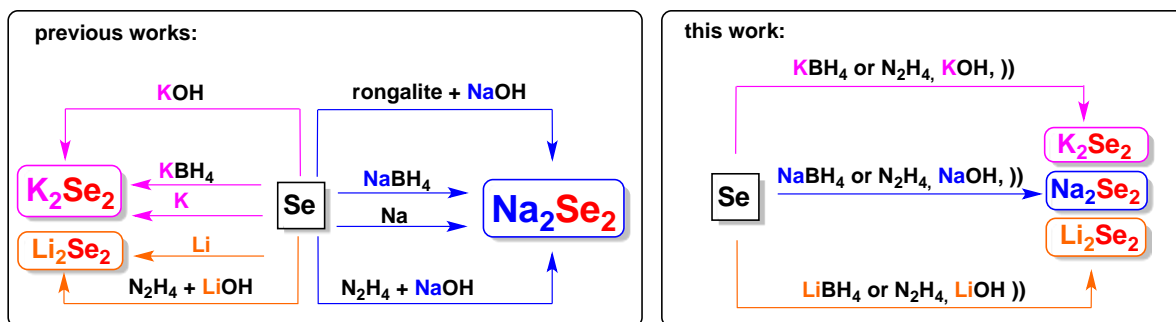 previous works:
KOH
rongalite + NaOH
KBH4
NaBH4
K2Se2
K
Se
Na
Na2Se2
Li2Se2
Li
N2H4 + LiOH
N2H4 + NaOH
this work:
KBH4 or N2H4, KOH, ))
K2Se2
Se
NaBH4 or N2H4, NaOH, ))
Na2Se2
Li2Se2
LiBH4 or N2H4, LiOH ))